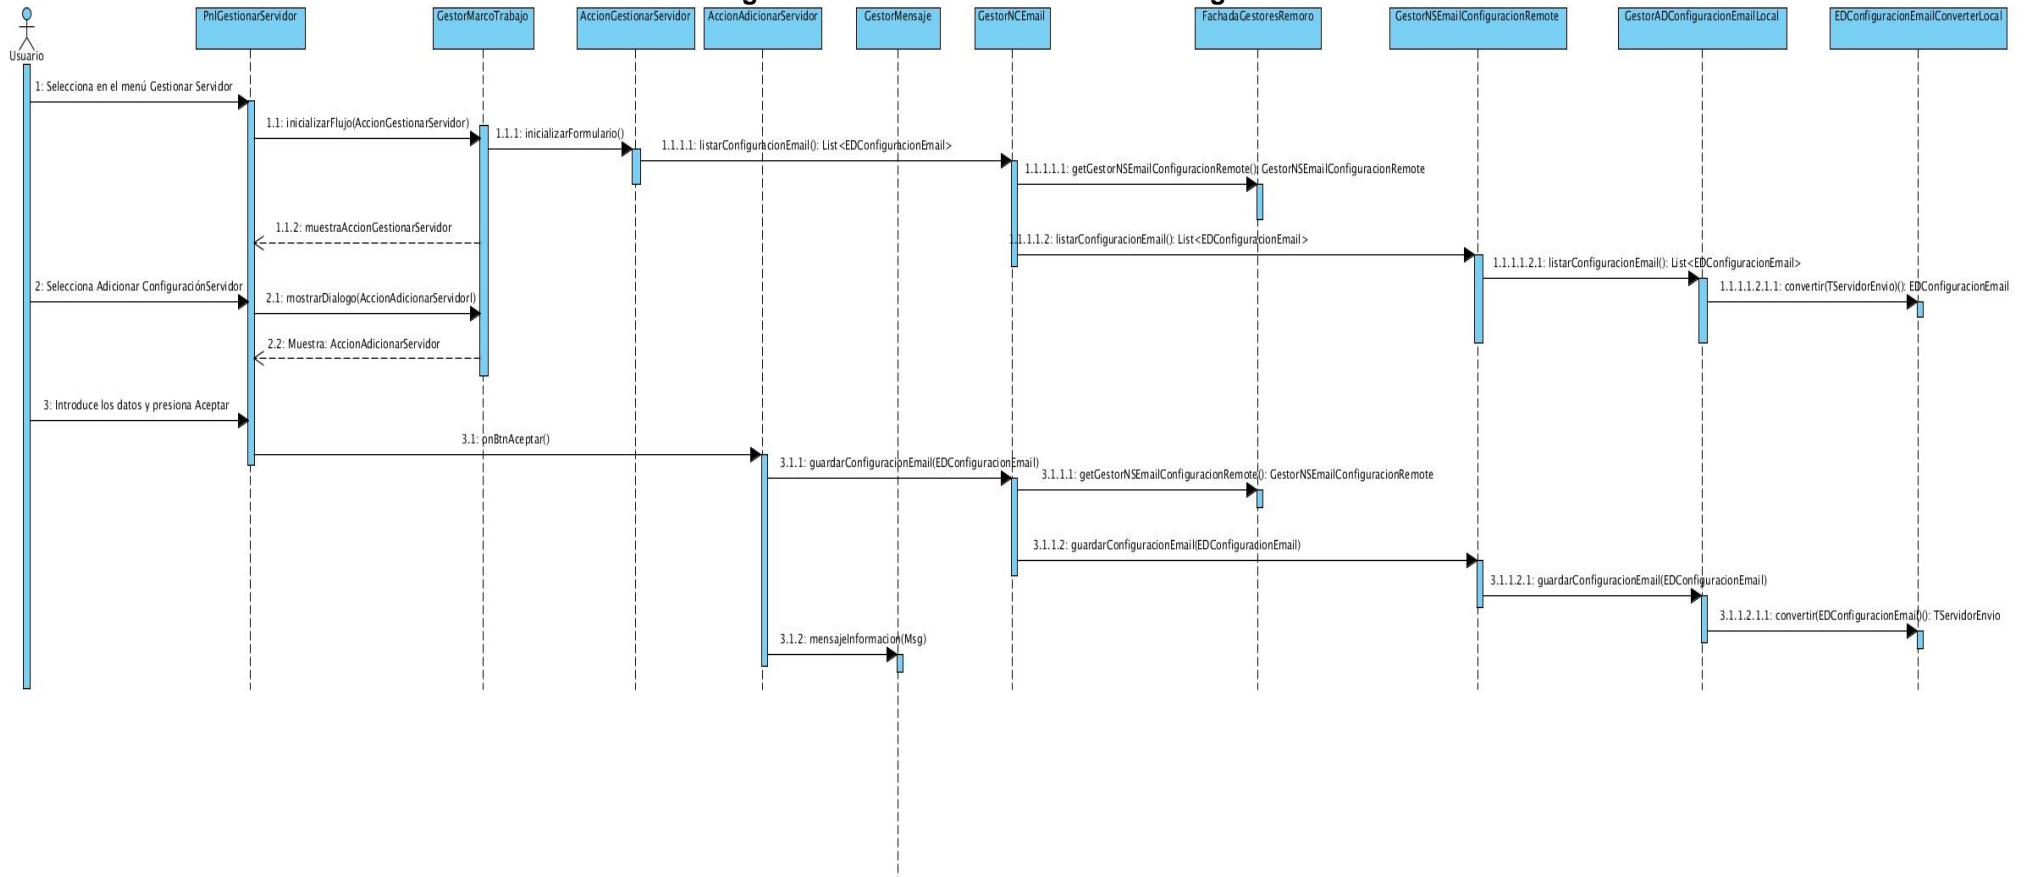 PnlGestionarServidor
GestorMarcoTrabajo
AccionGestionarServidor
AccionAdicionarServidor
GestorMensaje
GestorNCEmail
FachadaGestoresRemoro
GestorNSEmailConfiguracionRemote
GestorADConfiguracionEmailLocal
EDConfiguracionEmailConverterLocal
Usuario
1: Selecciona en el menú Gestionar Servidor
1.1: inicializarFlujo(AccionGestionarServidor)
1.1.1: inicializarFormulario()
1.1.1.1: listarConfiguracionEmail(): List<EDConfiguracionEmail>
1.1.1.1.1: getGestorNSEmailConfiguracionRemote(): GestorNSEmailConfiguracionRemote
1.1.2: muestraAccionGestionarServidor
1.1.1.1.2: listarConfiguracionEmail(): List<EDConfiguracionEmail>
1.1.1.1.2.1: listarConfiguracionEmail(): List<EDConfiguracionEmail>
1.1.1.1.2.1.1: convertir(TServidorEnvio)(): EDConfiguracionEmail
2: Selecciona Adicionar ConfiguraciónServidor
2.1: mostrarDialogo(AccionAdicionarServidorl)
2.2: Muestra: AccionAdicionarServidor
3: Introduce los datos y presiona Aceptar
3.1: onBtnAceptar()
3.1.1: guardarConfiguracionEmail(EDConfiguracionEmail)
3.1.1.1: getGestorNSEmailConfiguracionRemote(): GestorNSEmailConfiguracionRemote
3.1.1.2: guardarConfiguracionEmail(EDConfiguracionEmail)
3.1.1.2.1: guardarConfiguracionEmail(EDConfiguracionEmail)
3.1.1.2.1.1: convertir(EDConfiguracionEmail)(): TServidorEnvio
3.1.2: mensajeInformacion(Msg)